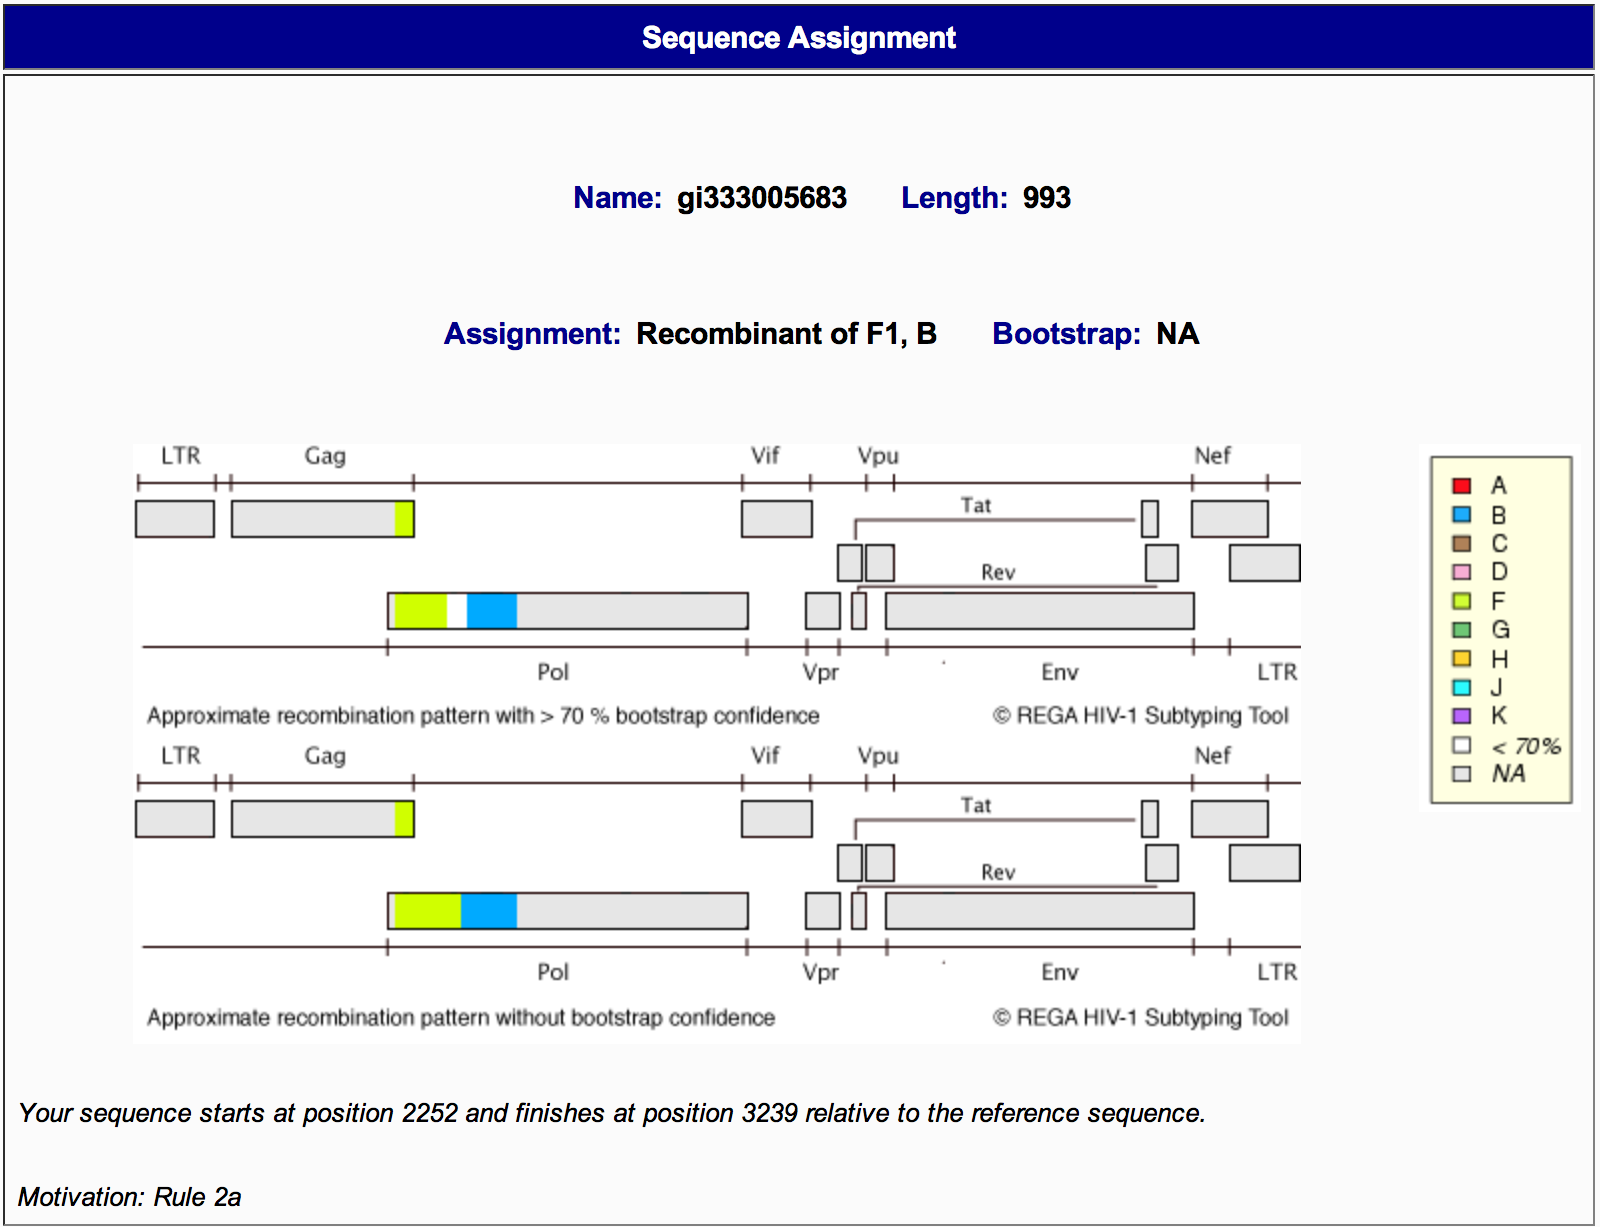 Sequence Assignment
Name: gi333005683 Length: 993
Assignment: Recombinant of F1, B Bootstrap: NA
LTR Gag Vif Vpu Nef
Tat
Rev
Pol Vpr Env LTR
Approximate recombination pattern with > 70 % bootstrap confidence © REGA HIV-1 Subtyping Tool
LTR Gag Vif Vpu Nef
Tat
Rev
Pol Vpr Env LTR
Approximate recombination pattern without bootstrap confidence © REGA HIV-1 Subtyping Tool
A
B
C
D
F
G
H
J
K
< 70%
NA
Your sequence starts at position 2252 and finishes at position 3239 relative to the reference sequence.
Motivation: Rule 2a